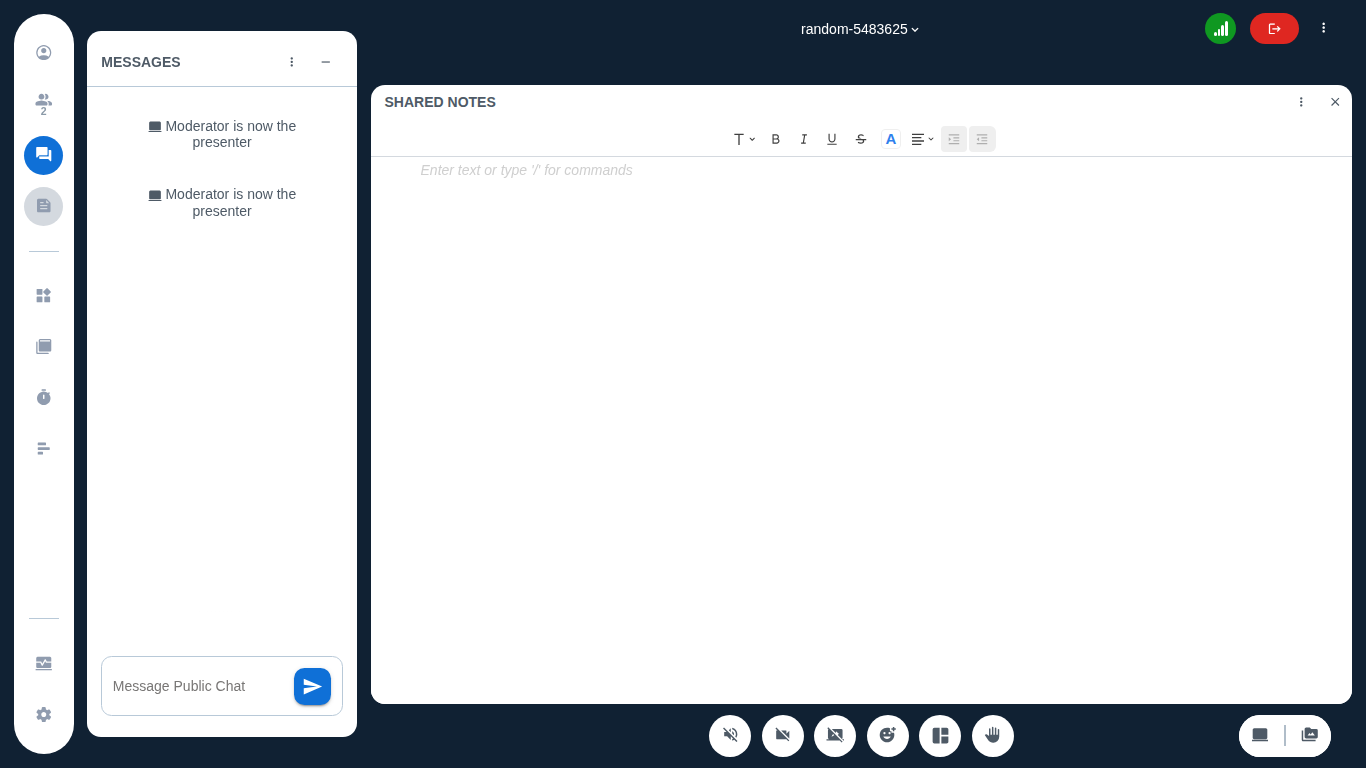 random-5483625
2
MESSAGES
Moderator is now the
presenter
Moderator is now the
presenter
Message Public Chat
SHARED NOTES
T B I U S A
Enter text or type '/' for commands